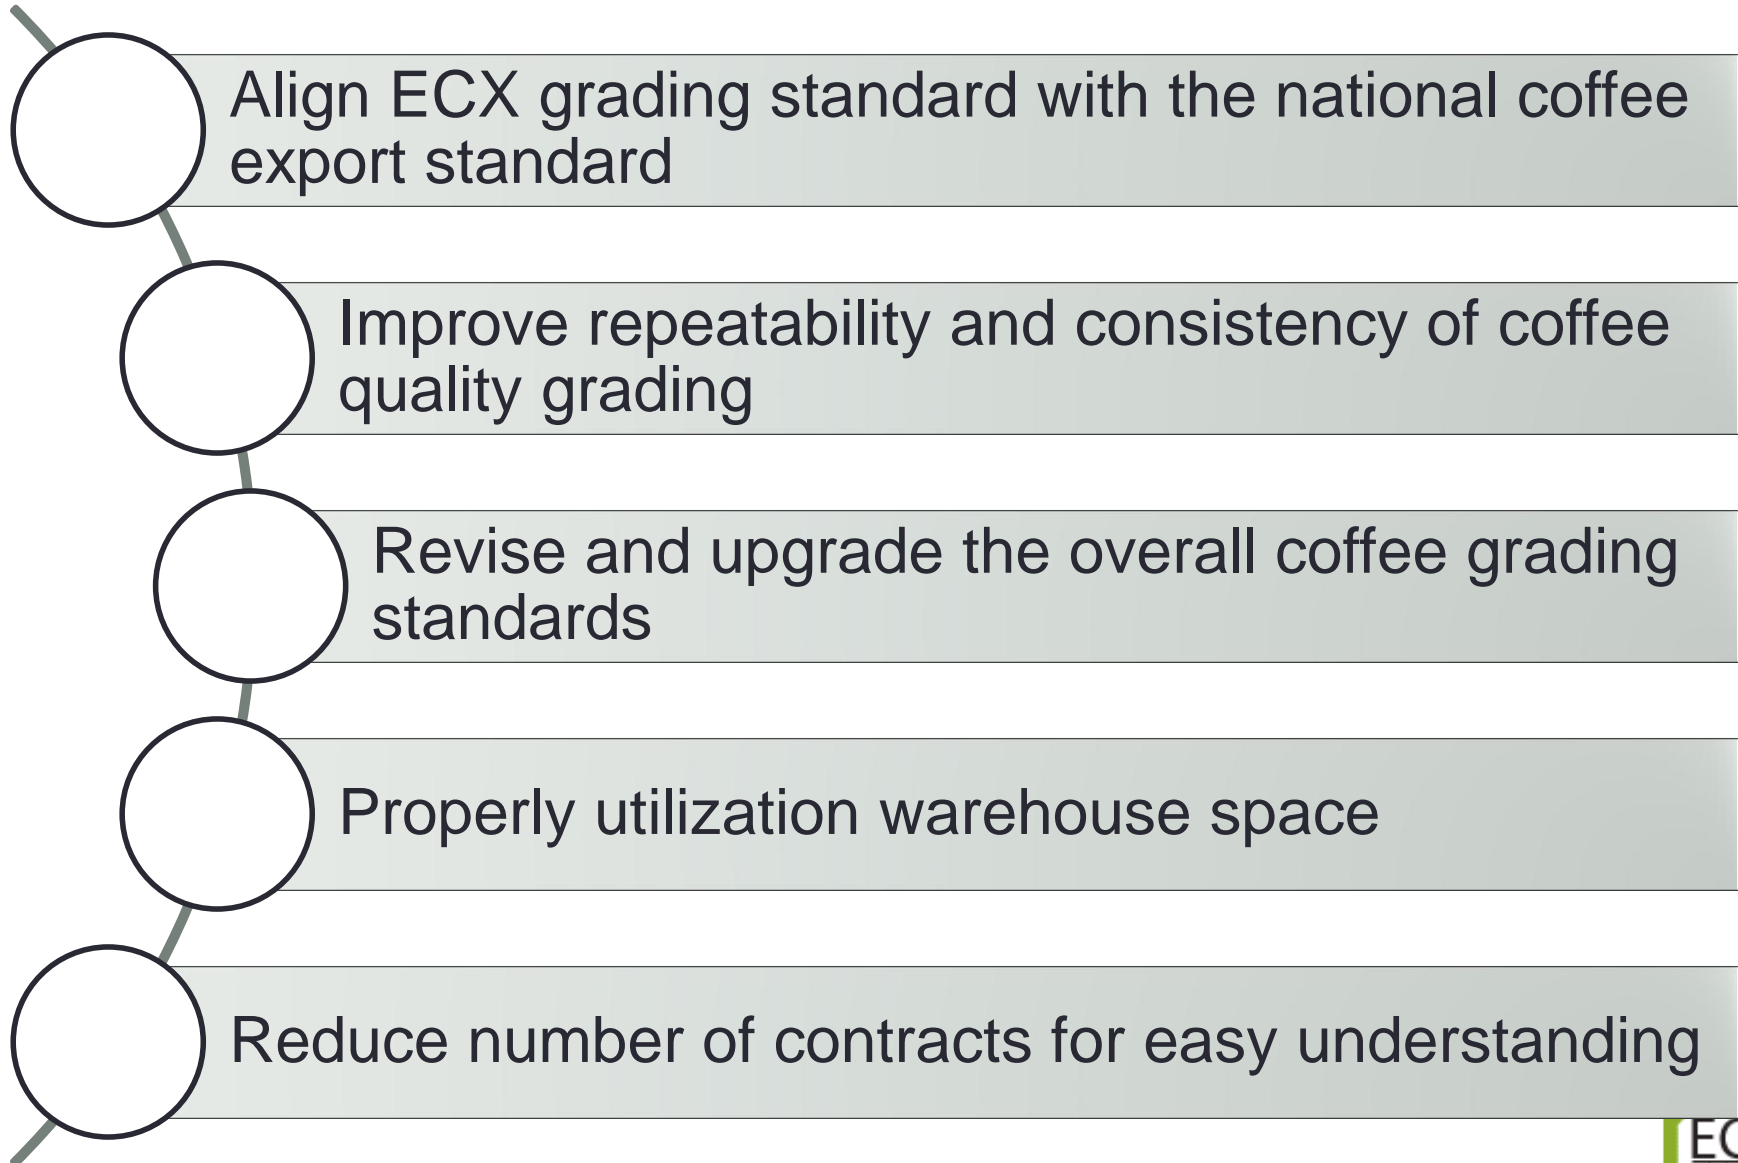 Align ECX grading standard with the national coffee
export standard
Improve repeatability and consistency of coffee
quality grading
Revise and upgrade the overall coffee grading
standards
Properly utilization warehouse space
Reduce number of contracts for easy understanding